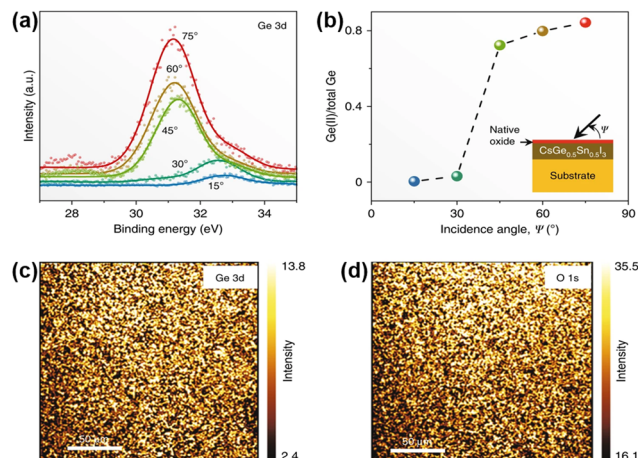 (a)
Ge 3d
75°
60°
45°
30°
15°
Intensity (a.u.)
28
30
32
34
Binding energy (eV)
(b)
Ge(II)/total Ge
0.8
0.4
0
Native
oxide
Ψ
CsGe0.5Sn0.5I3
Substrate
0
30
60
90
Incidence angle, Ψ (°)
(c)
Ge 3d
13.8
Intensity
2.4
50 μm
(d)
O 1s
35.5
Intensity
16.1
80 μm